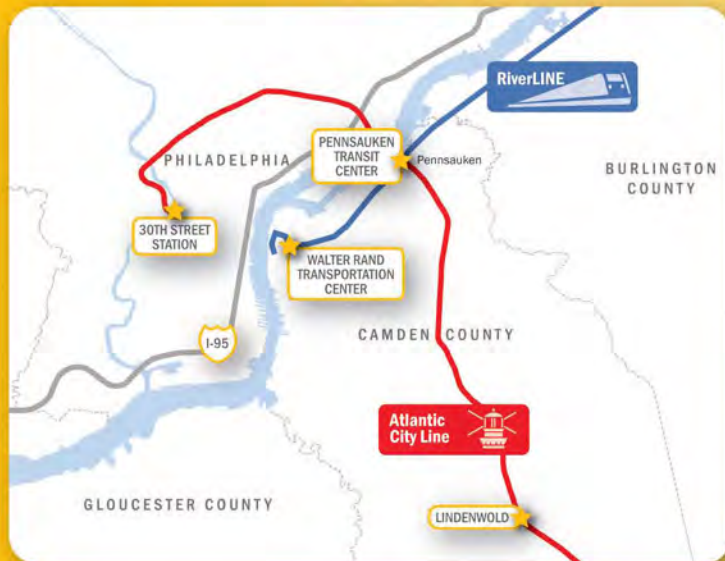 RiverLINE
PENNSAUKEN
TRANSIT
CENTER
Pennsauken
PHILADELPHIA
BURLINGTON
COUNTY
30TH STREET
STATION
WALTER RAND
TRANSPORTATION
CENTER
I-95
CAMDEN COUNTY
Atlantic
City Line
GLOUCESTER COUNTY
LINDENWOLD